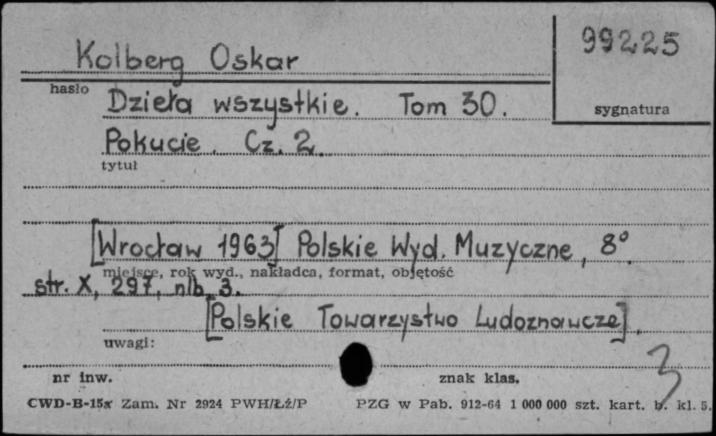 Kolberg Oskar
99225
hasło
sygnatura
Dzieła wszystkie. Tom 30.
Pokucie. Cz. 2.
tytuł
[Wrocław 1963] Polskie Wyd. Muzyczne, 8°.
miejsce, rok wyd., nakładca, format, objętość
str. X, 297, nlb. 3.
[Polskie Towarzystwo Ludoznawcze].
uwagi:
nr inw.
znak klas.
3
CWD-B-15x Zam. Nr 2924 PWH/Łż/P
PZG w Pab. 912-64 1 000 000 szt. kart. b. kl. 5.